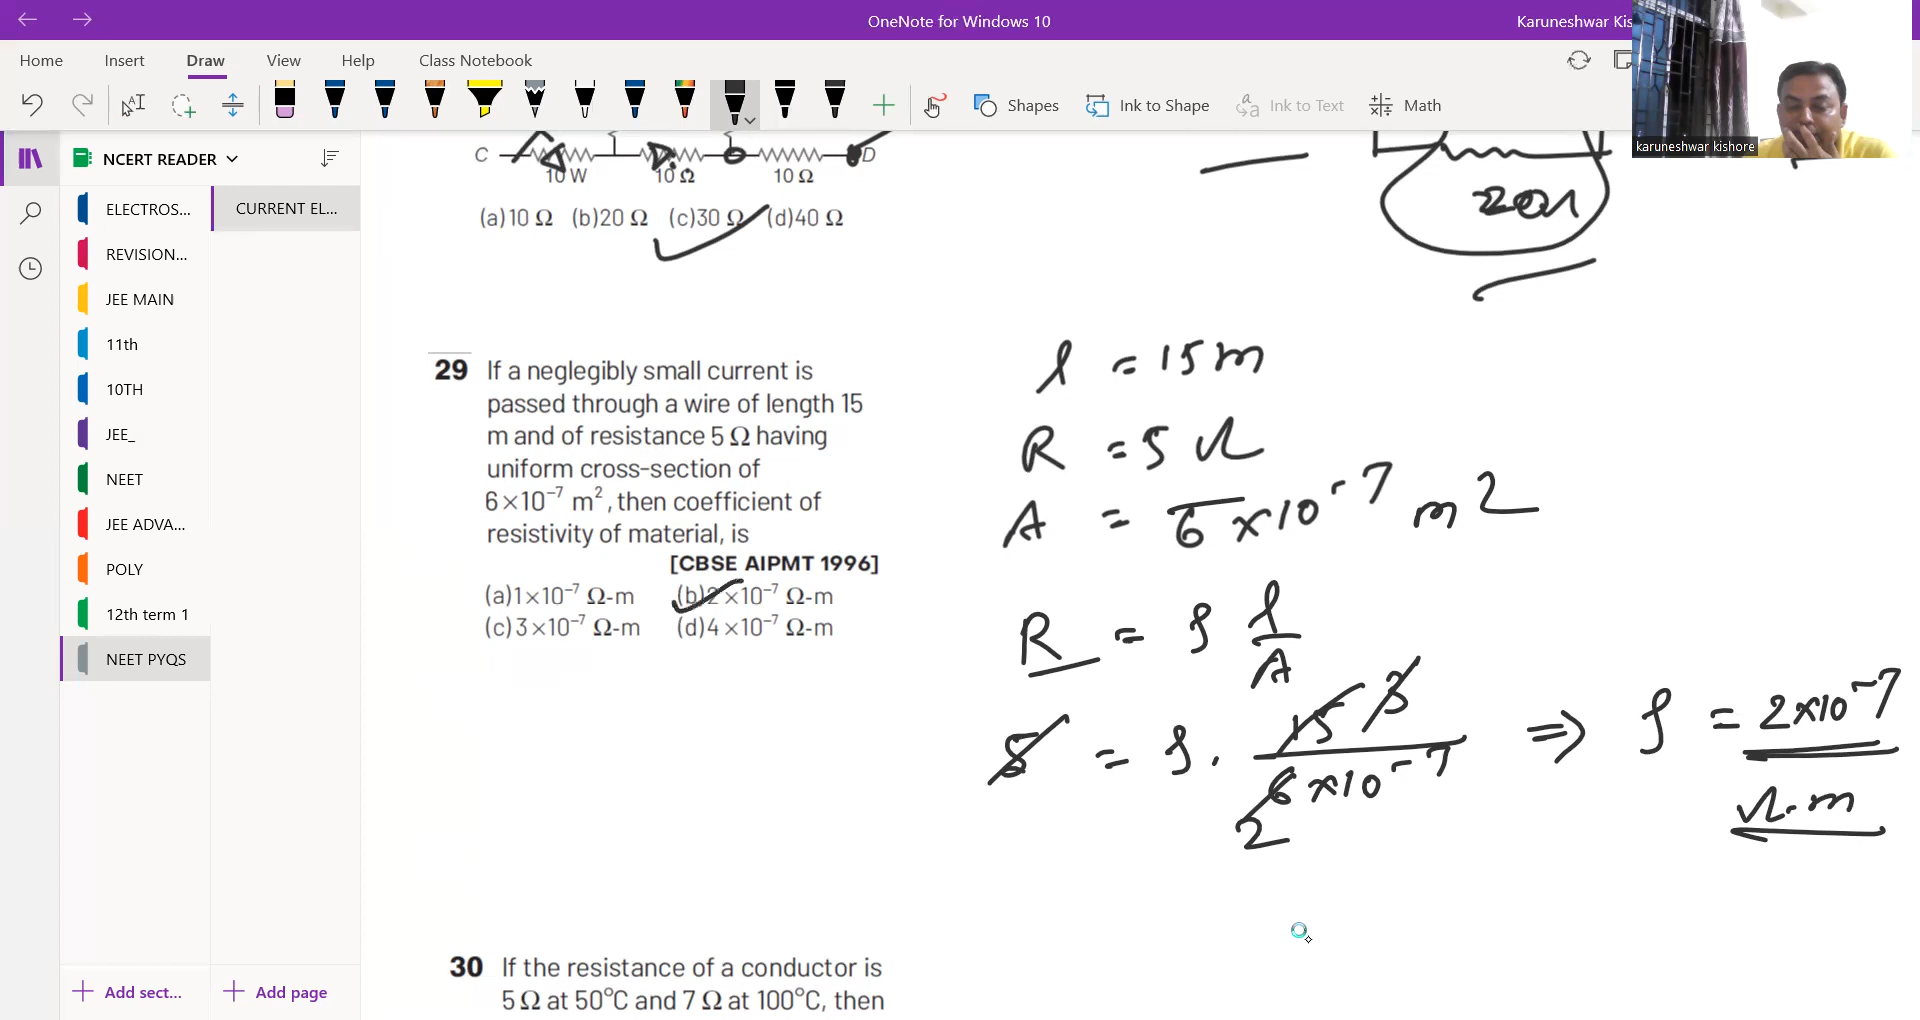 OneNote for Windows 10
Karuneshwar Kis
Home Insert Draw View Help Class Notebook
Shapes Ink to Shape Ink to Text Math
karuneshwar kishore
NCERT READER
ELECTROS...
REVISION...
JEE MAIN
11th
10TH
JEE_
NEET
JEE ADVA...
POLY
12th term 1
NEET PYQS
Add sect...
CURRENT EL...
Add page
C D
10 W 10 Ω 10 Ω
(a)10 Ω (b)20 Ω (c)30 Ω (d)40 Ω
29 If a neglegibly small current is
passed through a wire of length 15
m and of resistance 5 Ω having
uniform cross-section of
6×10⁻⁷ m², then coefficient of
resistivity of material, is
[CBSE AIPMT 1996]
(a)1×10⁻⁷ Ω-m (b)2×10⁻⁷ Ω-m
(c)3×10⁻⁷ Ω-m (d)4×10⁻⁷ Ω-m
30 If the resistance of a conductor is
5 Ω at 50°C and 7 Ω at 100°C, then
l = 15 m
R = 5 Ω
A = 6×10⁻⁷ m²
R = ρ l/A
5 = ρ . 15 3 / 6×10⁻⁷ ⇒ ρ = 2×10⁻⁷
2
Ω-m